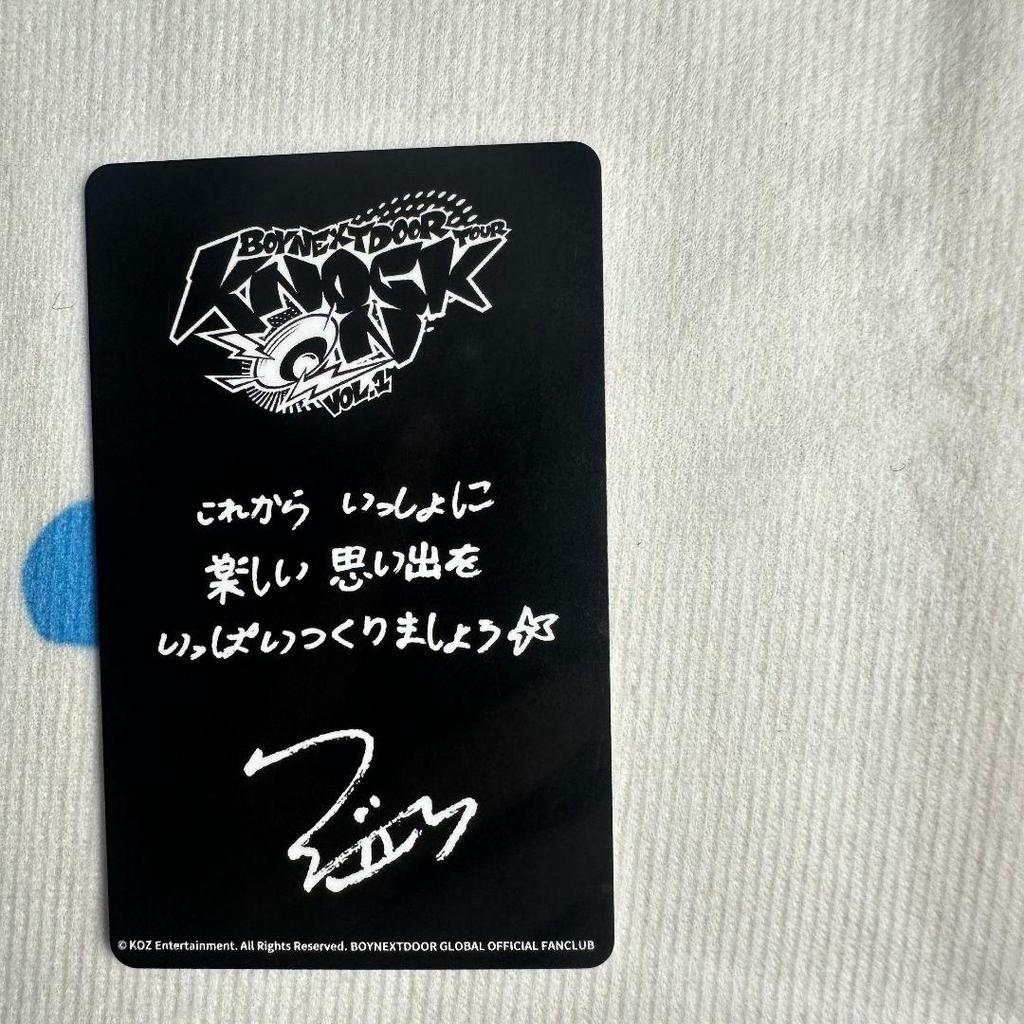 BOYNEXTDOOR TOUR
KNOCK
ON
VOL.1
これから いっしょに
楽しい 思い出を
いっぱいつくりましょう☆
© KOZ Entertainment. All Rights Reserved. BOYNEXTDOOR GLOBAL OFFICIAL FANCLUB